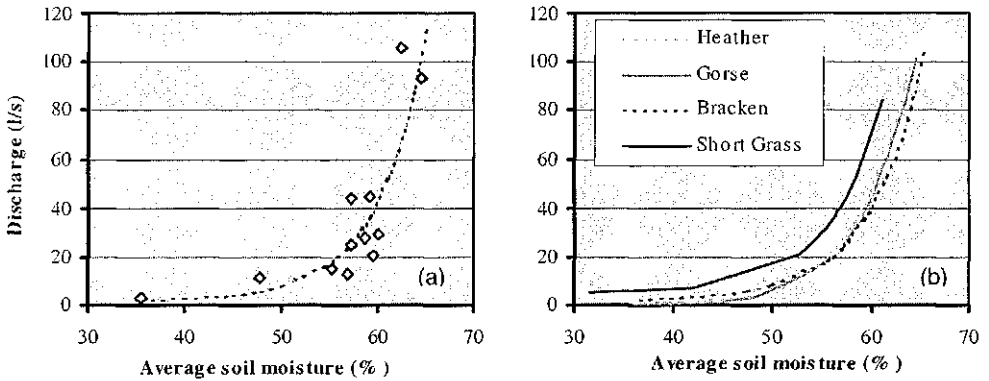 120
100
80
60
40
20
0
Discharge (l/s)
30 40 50 60 70
Average soil moisture (%)
(a)
120
100
80
60
40
20
0
Heather
Gorse
Bracken
Short Grass
30 40 50 60 70
Average soil moisture (%)
(b)